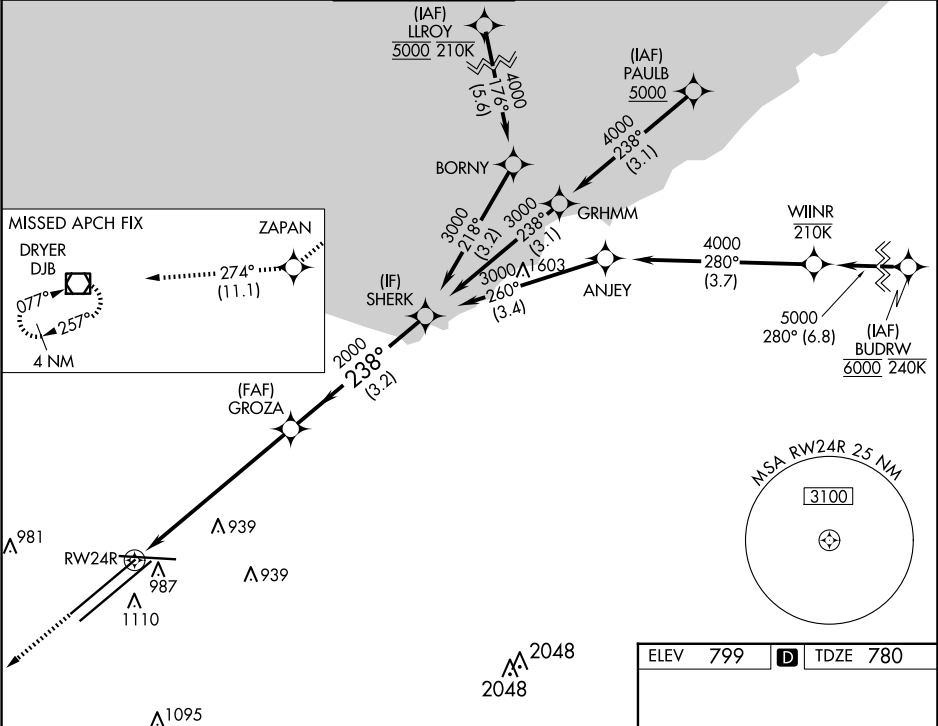 (IAF)
LLROY
5000 210K
4000
176°
(5.6)
(IAF)
PAULB
5000
4000
238°
(3.1)
BORNY
GRHMM
3000
218°
(3.2)
3000
238°
(3.1)
MISSED APCH FIX
DRYER
DJB
ZAPAN
077°
257°
4 NM
274°
(11.1)
WIINR
210K
4000
280°
(3.7)
ANJEY
3000
1603
260°
(3.4)
(IF)
SHERK
5000
280° (6.8)
(IAF)
BUDRW
6000 240K
2000
238°
(3.2)
(FAF)
GROZA
MSA RW24R 25 NM
3100
981
939
RW24R
987
939
1110
2048
2048
1095
ELEV 799 D TDZE 780